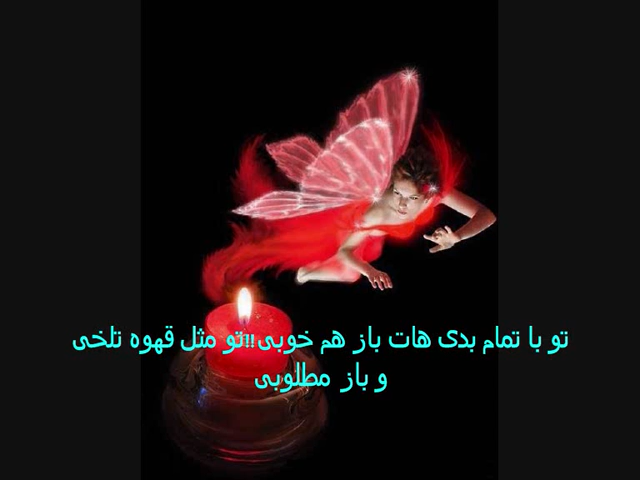 تو با تمام بدی هات باز هم خوبی!!تو مثل قهوه تلخی
و باز مطلوبی